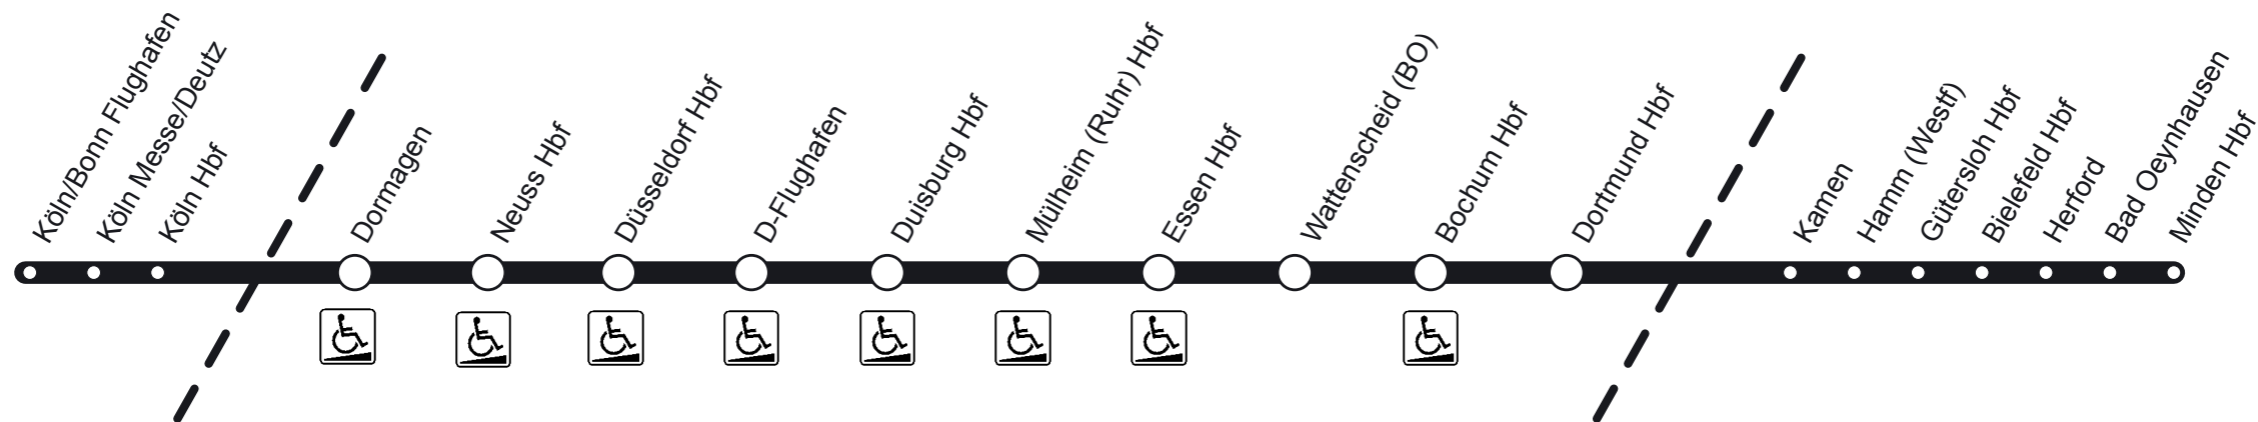 Köln/Bonn Flughafen
Köln Messe/Deutz
Köln Hbf
Dormagen
Neuss Hbf
Düsseldorf Hbf
D-Flughafen
Duisburg Hbf
Mülheim (Ruhr) Hbf
Essen Hbf
Wattenscheid (BO)
Bochum Hbf
Dortmund Hbf
Kamen
Hamm (Westf)
Gütersloh Hbf
Bielefeld Hbf
Herford
Bad Oeynhausen
Minden Hbf